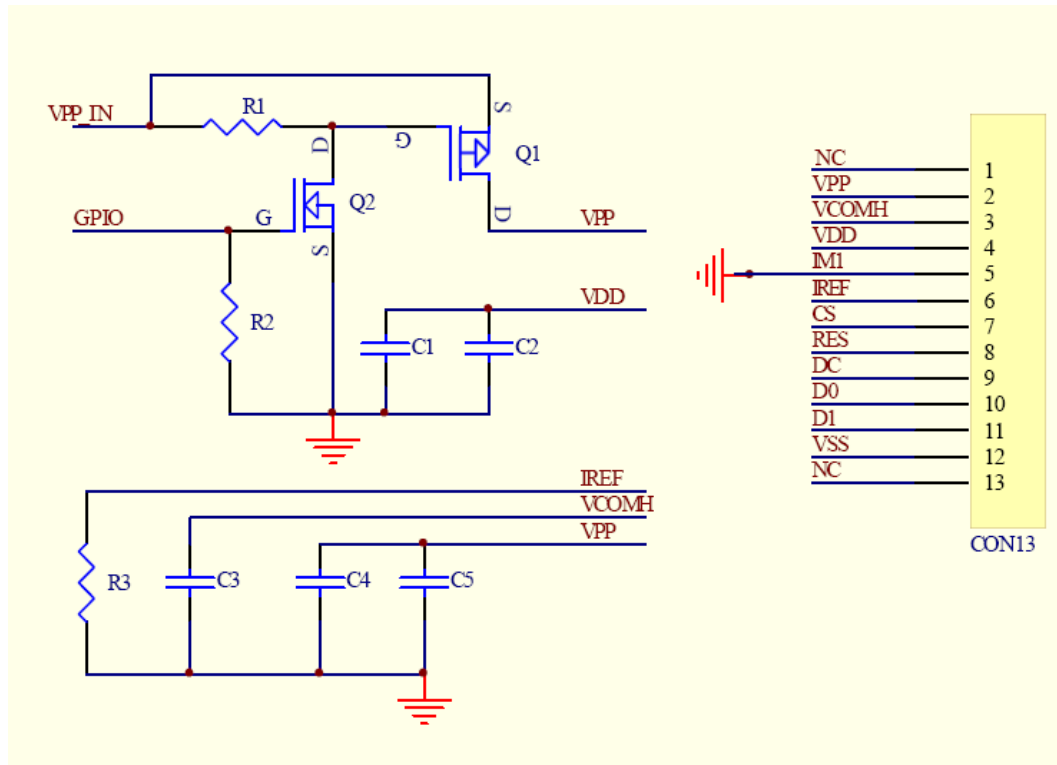 R1
S
VPP_IN
D
G
Q1
Q2
GPIO
G
D
VPP
S
VDD
R2
C1
C2
IREF
VCOMH
VPP
R3
C3
C4
C5
NC
1
VPP
2
VCOMH
3
VDD
4
IM1
5
IREF
6
CS
7
RES
8
DC
9
D0
10
D1
11
VSS
12
NC
13
CON13